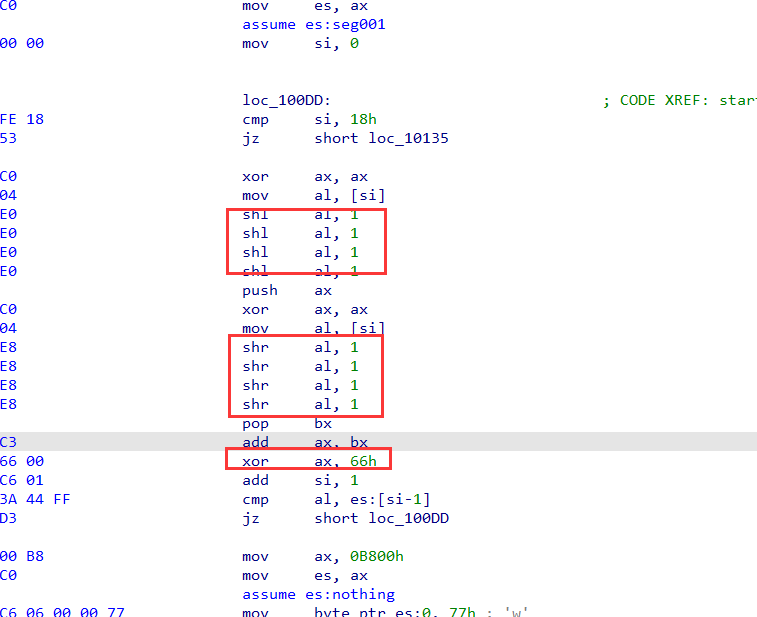 C0 mov es, ax
assume es:seg001
00 00 mov si, 0
loc_100DD: ; CODE XREF: star
FE 18 cmp si, 18h
53 jz short loc_10135
C0 xor ax, ax
04 mov al, [si]
E0 shl al, 1
E0 shl al, 1
E0 shl al, 1
E0 shl al, 1
push ax
C0 xor ax, ax
04 mov al, [si]
E8 shr al, 1
E8 shr al, 1
E8 shr al, 1
E8 shr al, 1
pop bx
C3 add ax, bx
66 00 xor ax, 66h
C6 01 add si, 1
3A 44 FF cmp al, es:[si-1]
D3 jz short loc_100DD
00 B8 mov ax, 0B800h
C0 mov es, ax
assume es:nothing
C6 06 00 00 77 mov byte ptr es:0, 77h ; 'w'